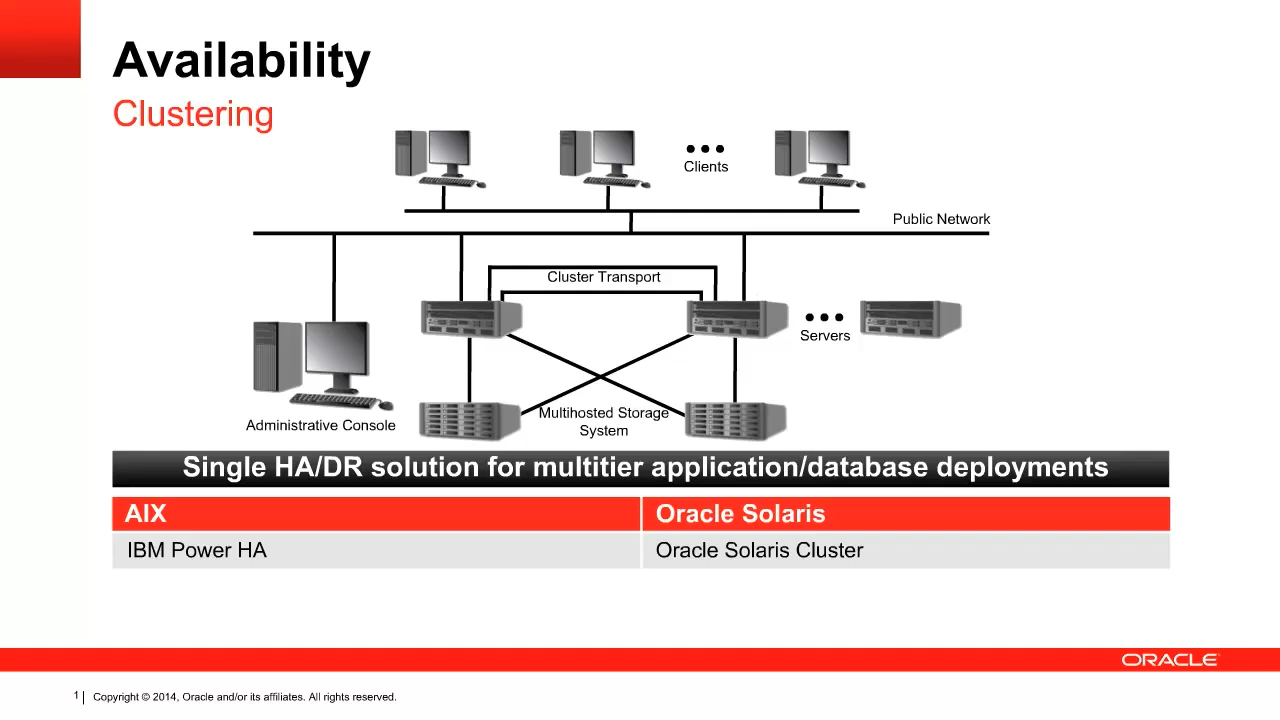 Availability
Clustering
Clients
Public Network
Cluster Transport
Servers
Administrative Console
Multihosted Storage
System
Single HA/DR solution for multitier application/database deployments
AIX
Oracle Solaris
IBM Power HA
Oracle Solaris Cluster
ORACLE
1 Copyright © 2014, Oracle and/or its affiliates. All rights reserved.